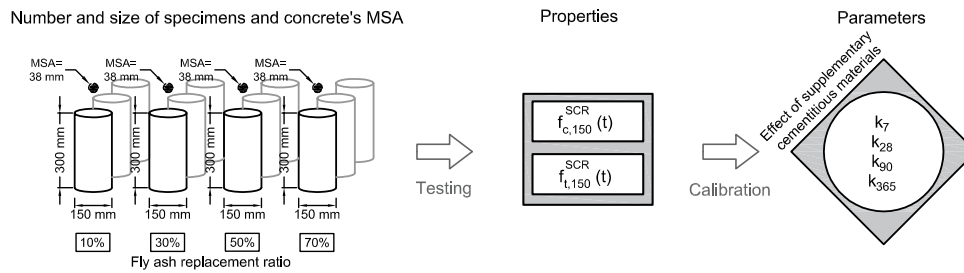 Number and size of specimens and concrete's MSA
Properties
Parameters
MSA=
38 mm
MSA=
38 mm
MSA=
38 mm
MSA=
38 mm
300 mm
300 mm
300 mm
300 mm
150 mm
150 mm
150 mm
150 mm
10%
30%
50%
70%
Fly ash replacement ratio
Testing
SCR
f c,150 (t)
SCR
f t,150 (t)
Calibration
Effect of supplementary
cementitious materials
k7
k28
k90
k365